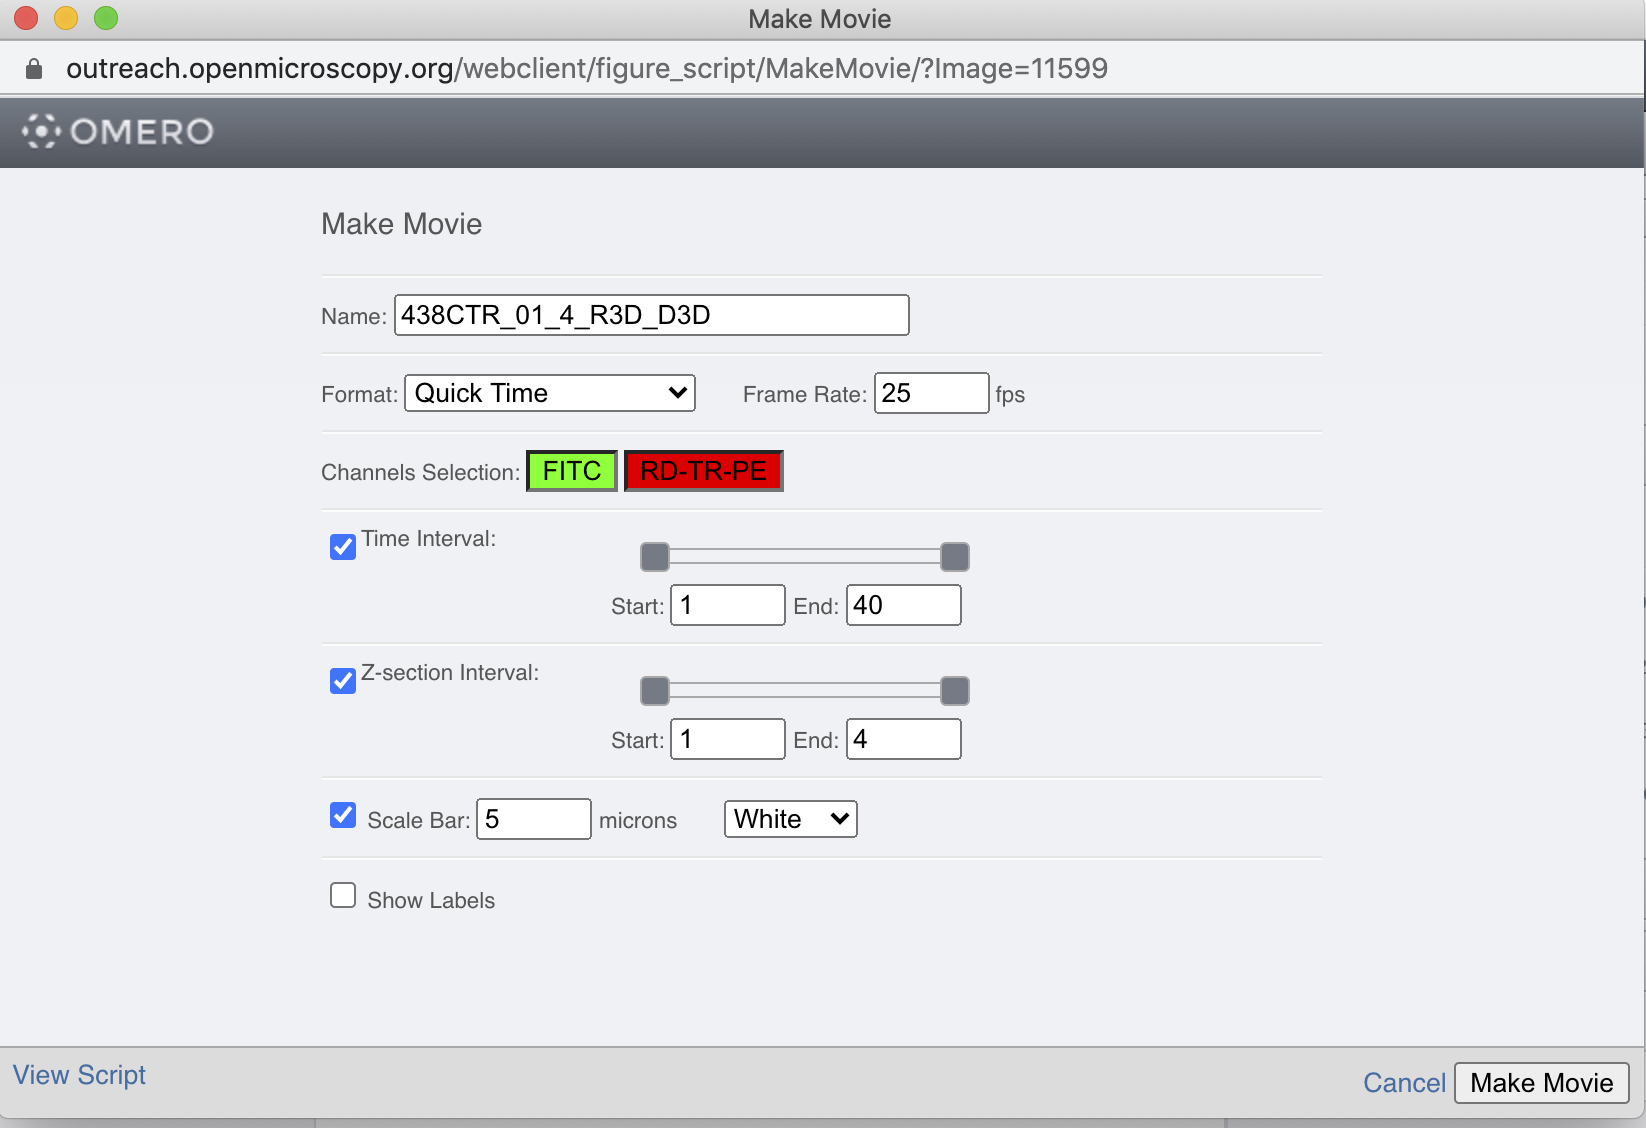 Make Movie
outreach.openmicroscopy.org/webclient/figure_script/MakeMovie/?Image=11599
OMERO
Make Movie
Name: 438CTR_01_4_R3D_D3D
Format: Quick Time Frame Rate: 25 fps
Channels Selection: FITC RD-TR-PE
Time Interval:
Start: 1 End: 40
Z-section Interval:
Start: 1 End: 4
Scale Bar: 5 microns White
Show Labels
View Script Cancel Make Movie